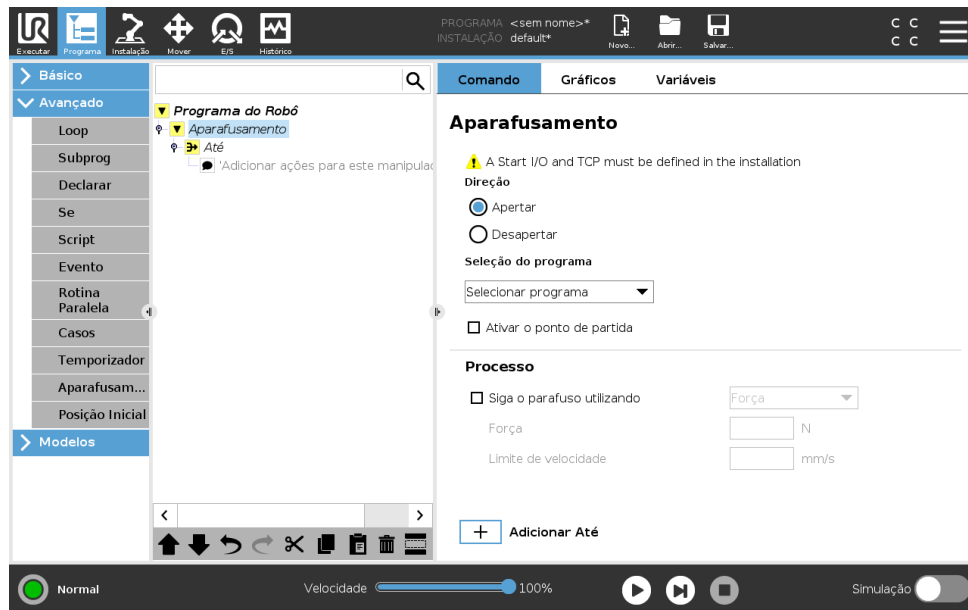 PROGRAMA <sem nome>*
INSTALAÇÃO default*
Executar
Programa
Instalação
Mover
E/S
Histórico
Novo...
Abrir...
Salvar...
C C
C C
Básico
Avançado
Loop
Subprog
Declarar
Se
Script
Evento
Rotina
Paralela
Casos
Temporizador
Aparafusam...
Posição Inicial
Modelos
Programa do Robô
Aparafusamento
Até
'Adicionar ações para este manipulad
Comando Gráficos Variáveis
Aparafusamento
A Start I/O and TCP must be defined in the installation
Direção
Apertar
Desapertar
Seleção do programa
Selecionar programa
Ativar o ponto de partida
Processo
Siga o parafuso utilizando Força
Força N
Limite de velocidade mm/s
Adicionar Até
Normal
Velocidade 100%
Simulação